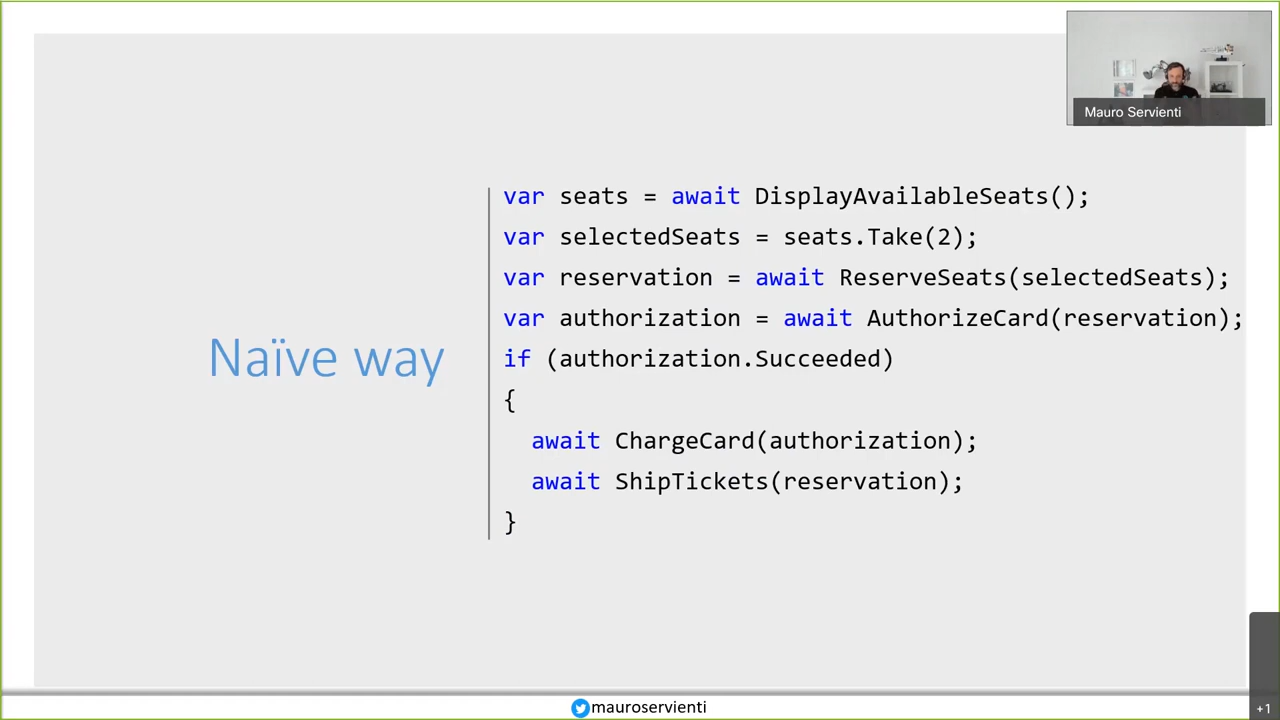 Mauro Servienti
Naïve way
var seats = await DisplayAvailableSeats();
var selectedSeats = seats.Take(2);
var reservation = await ReserveSeats(selectedSeats);
var authorization = await AuthorizeCard(reservation);
if (authorization.Succeeded)
{
  await ChargeCard(authorization);
  await ShipTickets(reservation);
}
mauroservienti
+1